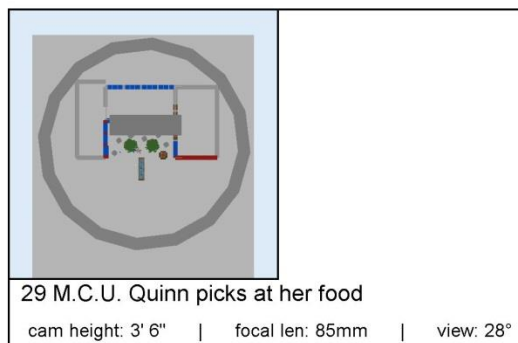 29 M.C.U. Quinn picks at her food
cam height: 3' 6" | focal len: 85mm | view: 28°